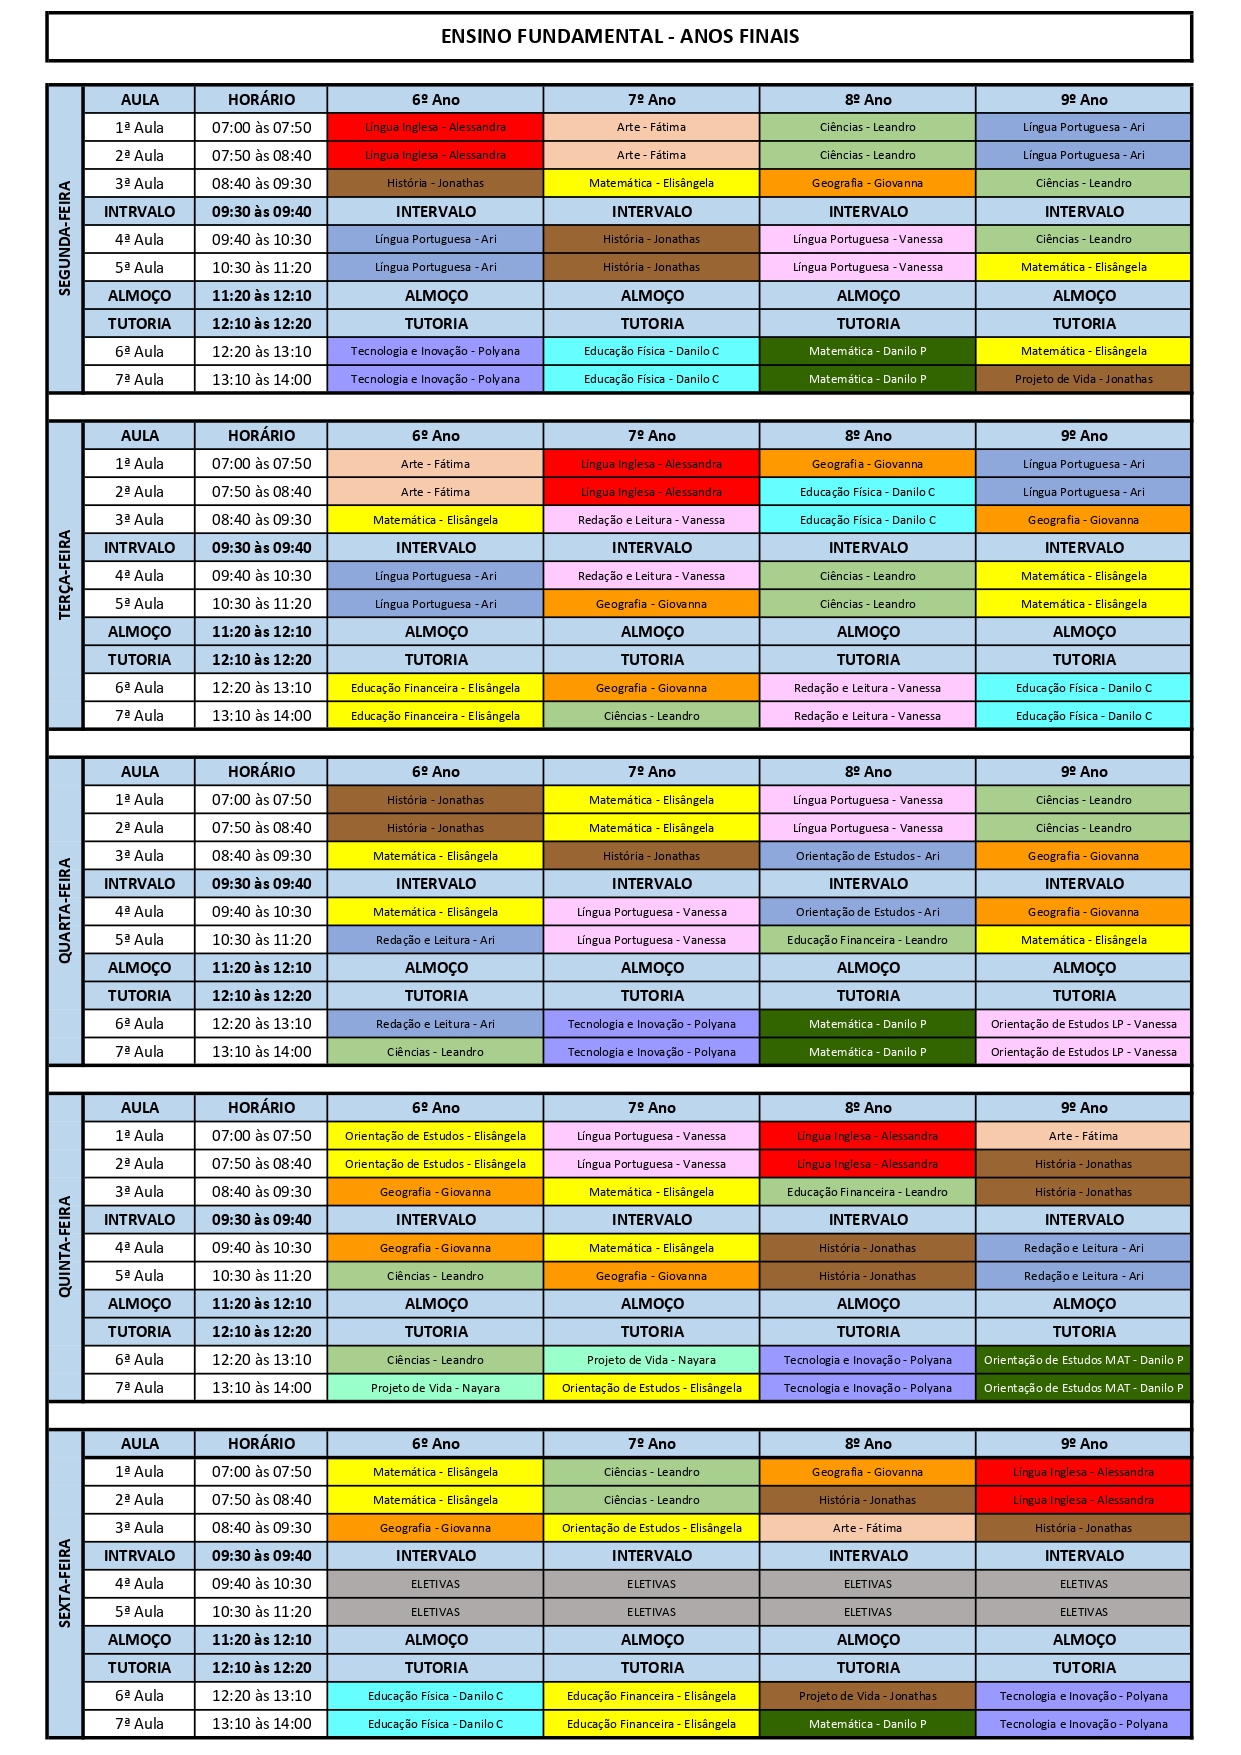 ENSINO FUNDAMENTAL - ANOS FINAIS
SEGUNDA-FEIRA
AULA HORÁRIO 6º Ano 7º Ano 8º Ano 9º Ano
1ª Aula 07:00 às 07:50 Língua Inglesa - Alessandra Arte - Fátima Ciências - Leandro Língua Portuguesa - Ari
2ª Aula 07:50 às 08:40 Língua Inglesa - Alessandra Arte - Fátima Ciências - Leandro Língua Portuguesa - Ari
3ª Aula 08:40 às 09:30 História - Jonathas Matemática - Elisângela Geografia - Giovanna Ciências - Leandro
INTRVALO 09:30 às 09:40 INTERVALO INTERVALO INTERVALO INTERVALO
4ª Aula 09:40 às 10:30 Língua Portuguesa - Ari História - Jonathas Língua Portuguesa - Vanessa Ciências - Leandro
5ª Aula 10:30 às 11:20 Língua Portuguesa - Ari História - Jonathas Língua Portuguesa - Vanessa Matemática - Elisângela
ALMOÇO 11:20 às 12:10 ALMOÇO ALMOÇO ALMOÇO ALMOÇO
TUTORIA 12:10 às 12:20 TUTORIA TUTORIA TUTORIA TUTORIA
6ª Aula 12:20 às 13:10 Tecnologia e Inovação - Polyana Educação Física - Danilo C Matemática - Danilo P Matemática - Elisângela
7ª Aula 13:10 às 14:00 Tecnologia e Inovação - Polyana Educação Física - Danilo C Matemática - Danilo P Projeto de Vida - Jonathas
TERÇA-FEIRA
AULA HORÁRIO 6º Ano 7º Ano 8º Ano 9º Ano
1ª Aula 07:00 às 07:50 Arte - Fátima Língua Inglesa - Alessandra Geografia - Giovanna Língua Portuguesa - Ari
2ª Aula 07:50 às 08:40 Arte - Fátima Língua Inglesa - Alessandra Educação Física - Danilo C Língua Portuguesa - Ari
3ª Aula 08:40 às 09:30 Matemática - Elisângela Redação e Leitura - Vanessa Educação Física - Danilo C Geografia - Giovanna
INTRVALO 09:30 às 09:40 INTERVALO INTERVALO INTERVALO INTERVALO
4ª Aula 09:40 às 10:30 Língua Portuguesa - Ari Redação e Leitura - Vanessa Ciências - Leandro Matemática - Elisângela
5ª Aula 10:30 às 11:20 Língua Portuguesa - Ari Geografia - Giovanna Ciências - Leandro Matemática - Elisângela
ALMOÇO 11:20 às 12:10 ALMOÇO ALMOÇO ALMOÇO ALMOÇO
TUTORIA 12:10 às 12:20 TUTORIA TUTORIA TUTORIA TUTORIA
6ª Aula 12:20 às 13:10 Educação Financeira - Elisângela Geografia - Giovanna Redação e Leitura - Vanessa Educação Física - Danilo C
7ª Aula 13:10 às 14:00 Educação Financeira - Elisângela Ciências - Leandro Redação e Leitura - Vanessa Educação Física - Danilo C
QUARTA-FEIRA
AULA HORÁRIO 6º Ano 7º Ano 8º Ano 9º Ano
1ª Aula 07:00 às 07:50 História - Jonathas Matemática - Elisângela Língua Portuguesa - Vanessa Ciências - Leandro
2ª Aula 07:50 às 08:40 História - Jonathas Matemática - Elisângela Língua Portuguesa - Vanessa Ciências - Leandro
3ª Aula 08:40 às 09:30 Matemática - Elisângela História - Jonathas Orientação de Estudos - Ari Geografia - Giovanna
INTRVALO 09:30 às 09:40 INTERVALO INTERVALO INTERVALO INTERVALO
4ª Aula 09:40 às 10:30 Matemática - Elisângela Língua Portuguesa - Vanessa Orientação de Estudos - Ari Geografia - Giovanna
5ª Aula 10:30 às 11:20 Redação e Leitura - Ari Língua Portuguesa - Vanessa Educação Financeira - Leandro Matemática - Elisângela
ALMOÇO 11:20 às 12:10 ALMOÇO ALMOÇO ALMOÇO ALMOÇO
TUTORIA 12:10 às 12:20 TUTORIA TUTORIA TUTORIA TUTORIA
6ª Aula 12:20 às 13:10 Redação e Leitura - Ari Tecnologia e Inovação - Polyana Matemática - Danilo P Orientação de Estudos LP - Vanessa
7ª Aula 13:10 às 14:00 Ciências - Leandro Tecnologia e Inovação - Polyana Matemática - Danilo P Orientação de Estudos LP - Vanessa
QUINTA-FEIRA
AULA HORÁRIO 6º Ano 7º Ano 8º Ano 9º Ano
1ª Aula 07:00 às 07:50 Orientação de Estudos - Elisângela Língua Portuguesa - Vanessa Língua Inglesa - Alessandra Arte - Fátima
2ª Aula 07:50 às 08:40 Orientação de Estudos - Elisângela Língua Portuguesa - Vanessa Língua Inglesa - Alessandra História - Jonathas
3ª Aula 08:40 às 09:30 Geografia - Giovanna Matemática - Elisângela Educação Financeira - Leandro História - Jonathas
INTRVALO 09:30 às 09:40 INTERVALO INTERVALO INTERVALO INTERVALO
4ª Aula 09:40 às 10:30 Geografia - Giovanna Matemática - Elisângela História - Jonathas Redação e Leitura - Ari
5ª Aula 10:30 às 11:20 Ciências - Leandro Geografia - Giovanna História - Jonathas Redação e Leitura - Ari
ALMOÇO 11:20 às 12:10 ALMOÇO ALMOÇO ALMOÇO ALMOÇO
TUTORIA 12:10 às 12:20 TUTORIA TUTORIA TUTORIA TUTORIA
6ª Aula 12:20 às 13:10 Ciências - Leandro Projeto de Vida - Nayara Tecnologia e Inovação - Polyana Orientação de Estudos MAT - Danilo P
7ª Aula 13:10 às 14:00 Projeto de Vida - Nayara Orientação de Estudos - Elisângela Tecnologia e Inovação - Polyana Orientação de Estudos MAT - Danilo P
SEXTA-FEIRA
AULA HORÁRIO 6º Ano 7º Ano 8º Ano 9º Ano
1ª Aula 07:00 às 07:50 Matemática - Elisângela Ciências - Leandro Geografia - Giovanna Língua Inglesa - Alessandra
2ª Aula 07:50 às 08:40 Matemática - Elisângela Ciências - Leandro História - Jonathas Língua Inglesa - Alessandra
3ª Aula 08:40 às 09:30 Geografia - Giovanna Orientação de Estudos - Elisângela Arte - Fátima História - Jonathas
INTRVALO 09:30 às 09:40 INTERVALO INTERVALO INTERVALO INTERVALO
4ª Aula 09:40 às 10:30 ELETIVAS ELETIVAS ELETIVAS ELETIVAS
5ª Aula 10:30 às 11:20 ELETIVAS ELETIVAS ELETIVAS ELETIVAS
ALMOÇO 11:20 às 12:10 ALMOÇO ALMOÇO ALMOÇO ALMOÇO
TUTORIA 12:10 às 12:20 TUTORIA TUTORIA TUTORIA TUTORIA
6ª Aula 12:20 às 13:10 Educação Física - Danilo C Educação Financeira - Elisângela Projeto de Vida - Jonathas Tecnologia e Inovação - Polyana
7ª Aula 13:10 às 14:00 Educação Física - Danilo C Educação Financeira - Elisângela Matemática - Danilo P Tecnologia e Inovação - Polyana